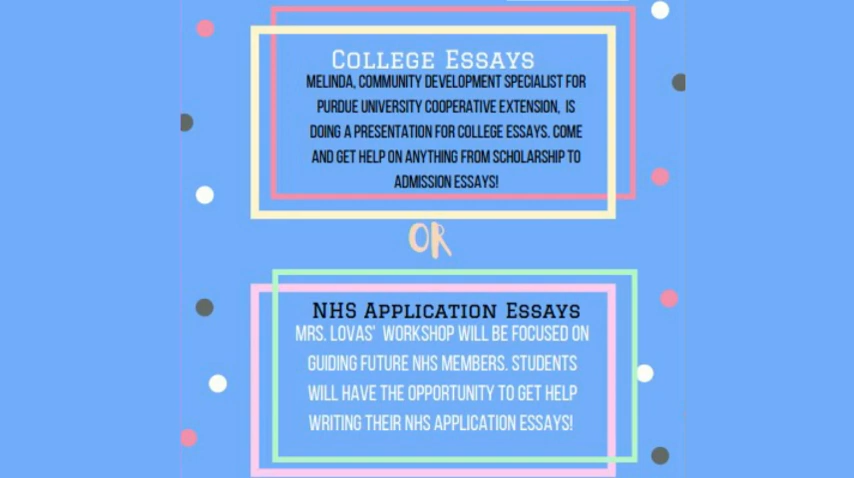 College Essays
MELINDA, COMMUNITY DEVELOPMENT SPECIALIST FOR
PURDUE UNIVERSITY COOPERATIVE EXTENSION, IS
DOING A PRESENTATION FOR COLLEGE ESSAYS. COME
AND GET HELP ON ANYTHING FROM SCHOLARSHIP TO
ADMISSION ESSAYS!
OR
NHS Application Essays
MRS. LOVAS' WORKSHOP WILL BE FOCUSED ON
GUIDING FUTURE NHS MEMBERS. STUDENTS
WILL HAVE THE OPPORTUNITY TO GET HELP
WRITING THEIR NHS APPLICATION ESSAYS!